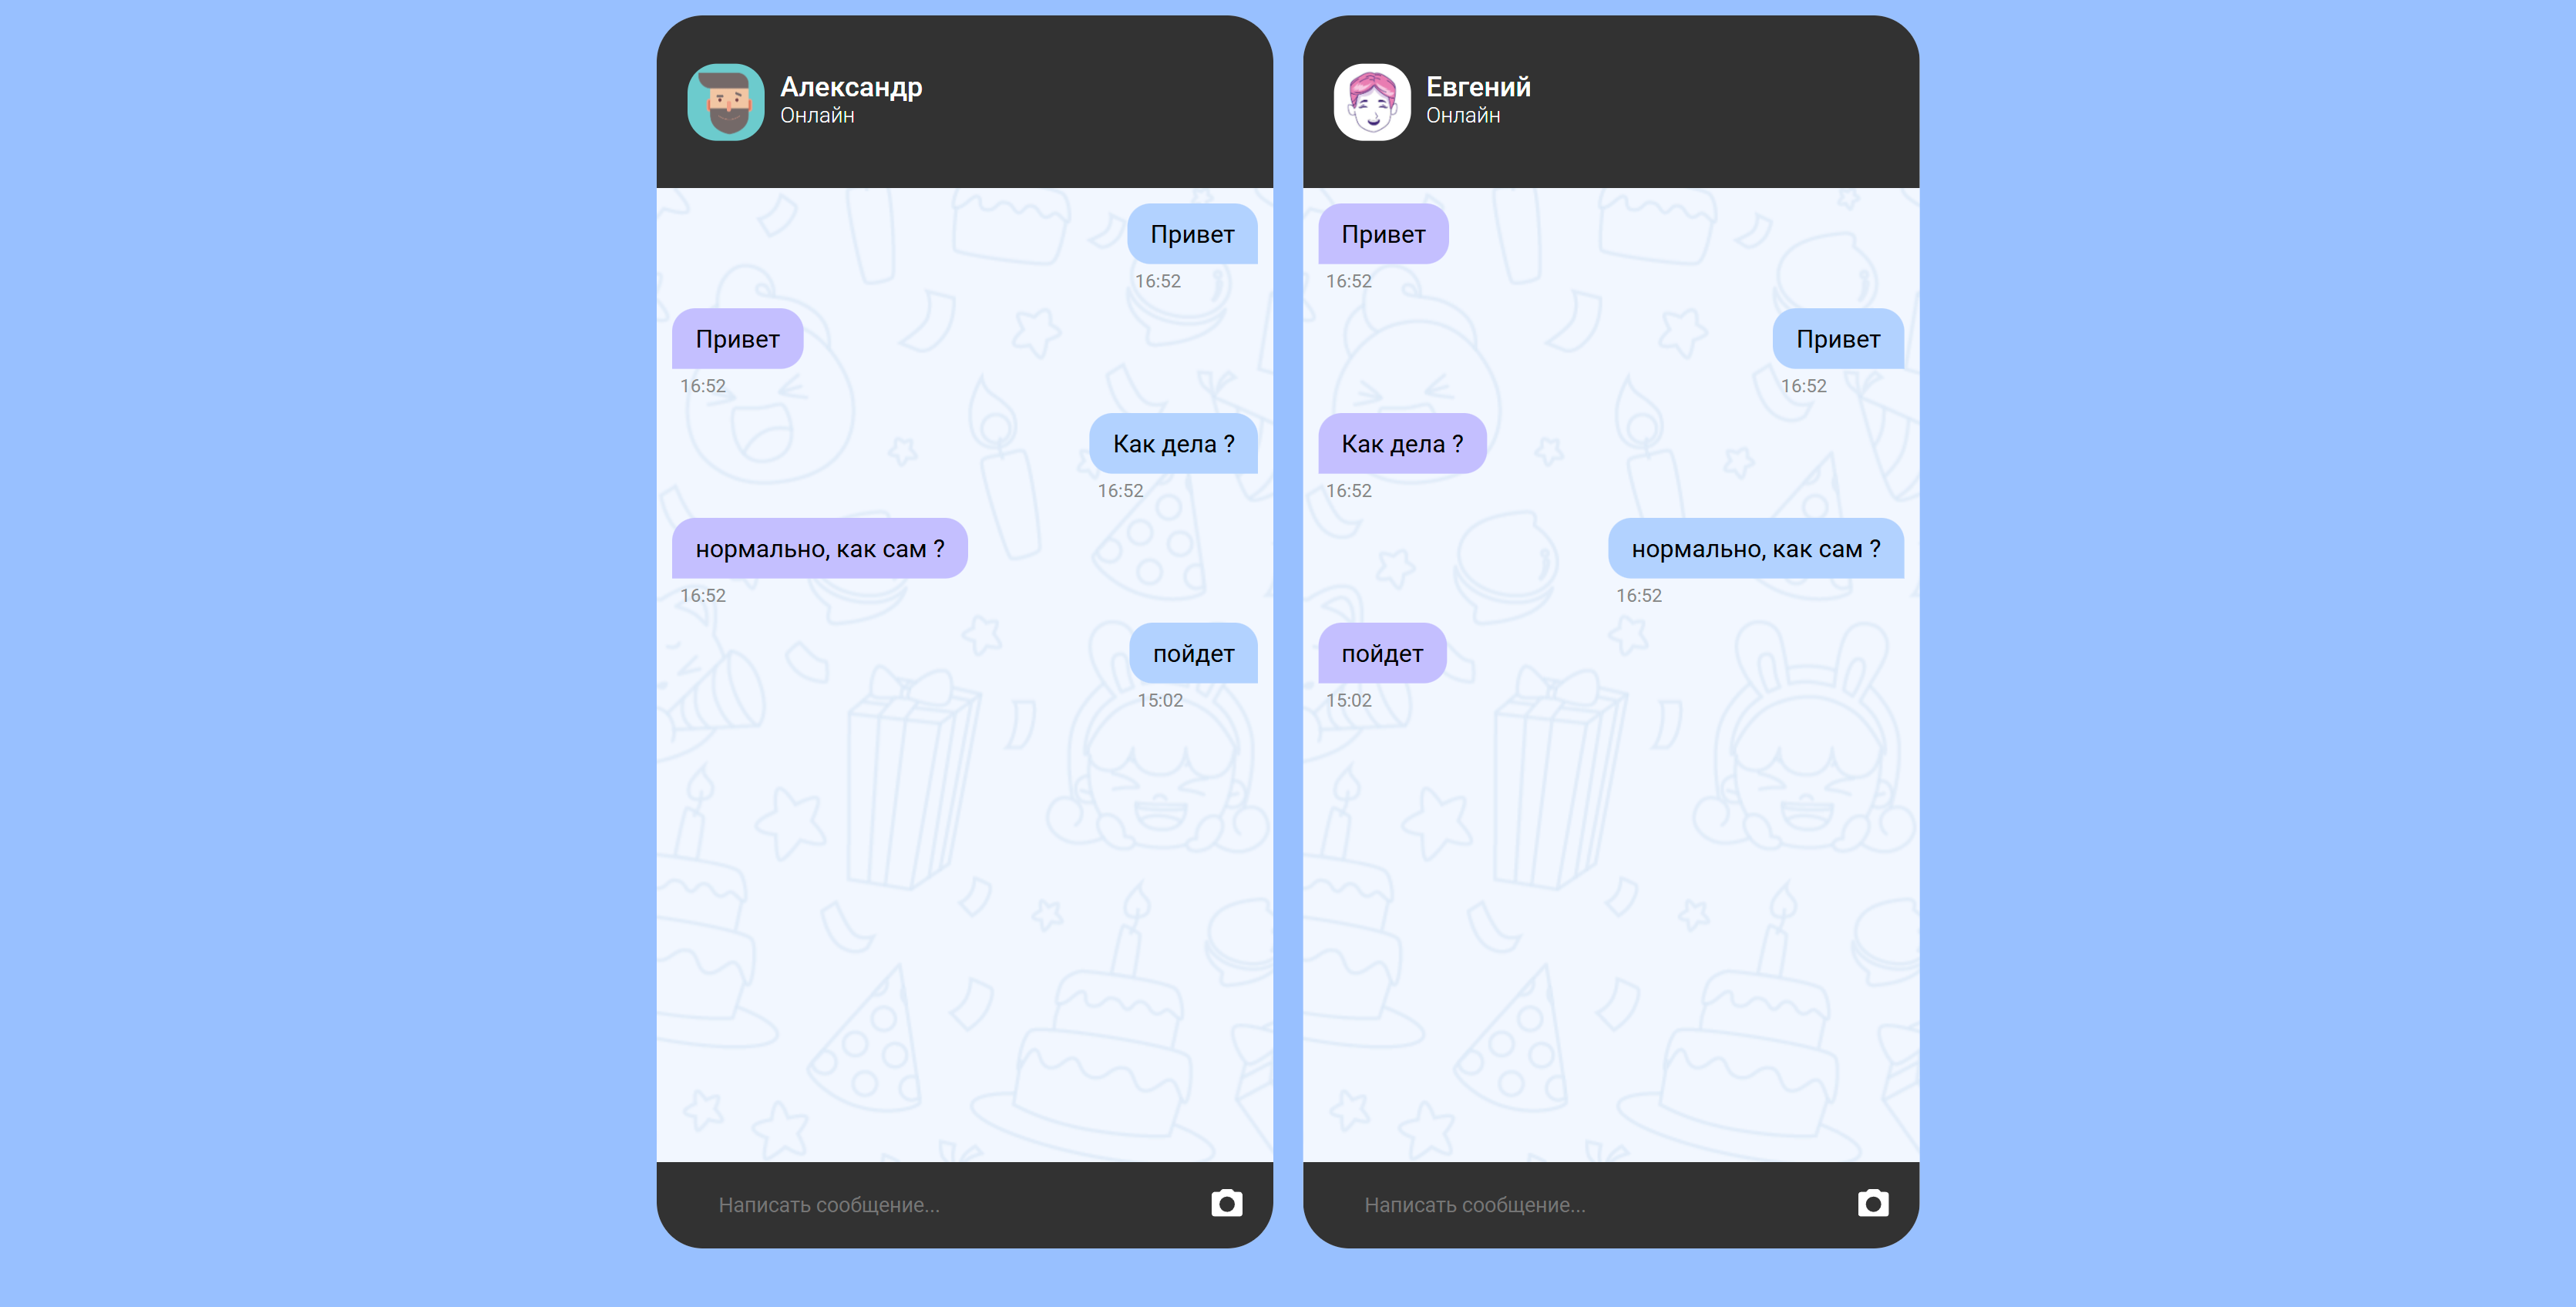 Александр
Онлайн
Привет
16:52
Привет
16:52
Как дела ?
16:52
нормально, как сам ?
16:52
пойдет
15:02
Написать сообщение...
Евгений
Онлайн
Привет
16:52
Привет
16:52
Как дела ?
16:52
нормально, как сам ?
16:52
пойдет
15:02
Написать сообщение...